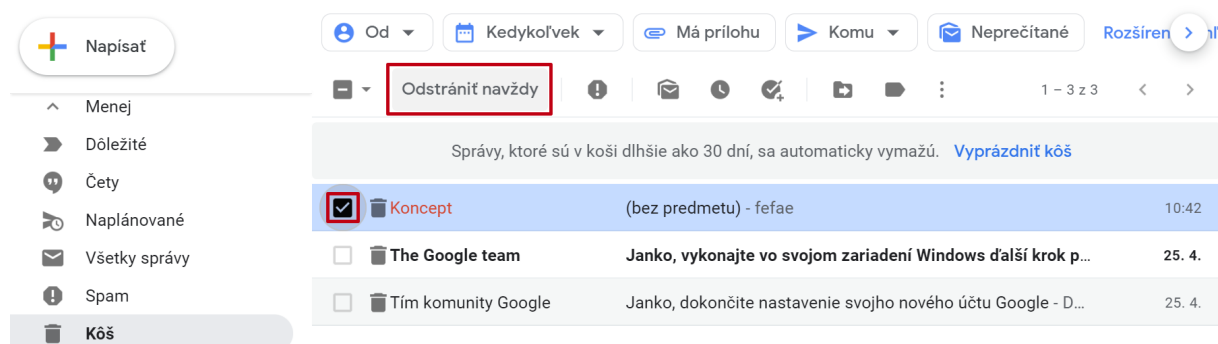 Napísať
Menej
Dôležité
Čety
Naplánované
Všetky správy
Spam
Kôš
Od Kedykoľvek Má prílohu Komu Neprečítané
Odstrániť navždy 1 – 3 z 3
Správy, ktoré sú v koši dlhšie ako 30 dní, sa automaticky vymažú. Vyprázdniť kôš
Koncept (bez predmetu) - fefae 10:42
The Google team Janko, vykonajte vo svojom zariadení Windows ďalší krok p… 25. 4.
Tím komunity Google Janko, dokončite nastavenie svojho nového účtu Google - D… 25. 4.